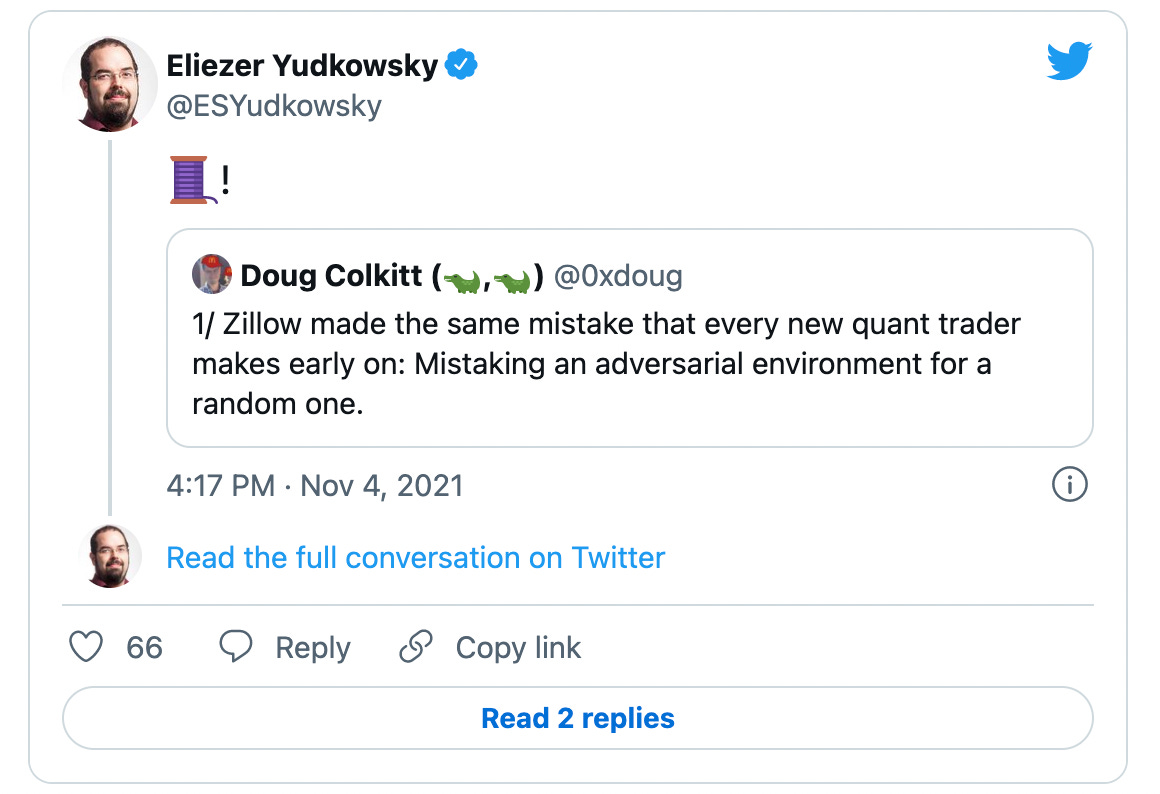 Eliezer Yudkowsky
@ESYudkowsky
🧵!
Doug Colkitt (🐊,🐊) @0xdoug
1/ Zillow made the same mistake that every new quant trader
makes early on: Mistaking an adversarial environment for a
random one.
4:17 PM · Nov 4, 2021
Read the full conversation on Twitter
66 Reply Copy link
Read 2 replies